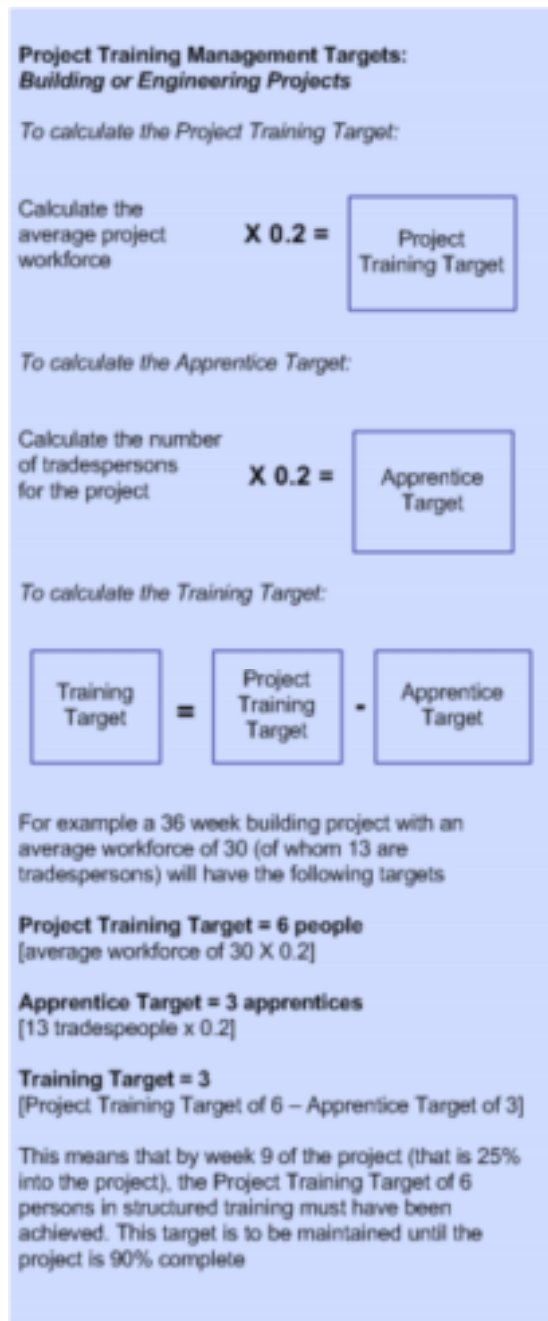 Project Training Management Targets:
Building or Engineering Projects
To calculate the Project Training Target:
Calculate the
average project
workforce
X 0.2 =
Project
Training Target
To calculate the Apprentice Target:
Calculate the number
of tradespersons
for the project
X 0.2 =
Apprentice
Target
To calculate the Training Target:
Training
Target
=
Project
Training
Target
-
Apprentice
Target
For example a 36 week building project with an
average workforce of 30 (of whom 13 are
tradespersons) will have the following targets
Project Training Target = 6 people
[average workforce of 30 X 0.2]
Apprentice Target = 3 apprentices
[13 tradespeople x 0.2]
Training Target = 3
[Project Training Target of 6 – Apprentice Target of 3]
This means that by week 9 of the project (that is 25%
into the project), the Project Training Target of 6
persons in structured training must have been
achieved. This target is to be maintained until the
project is 90% complete